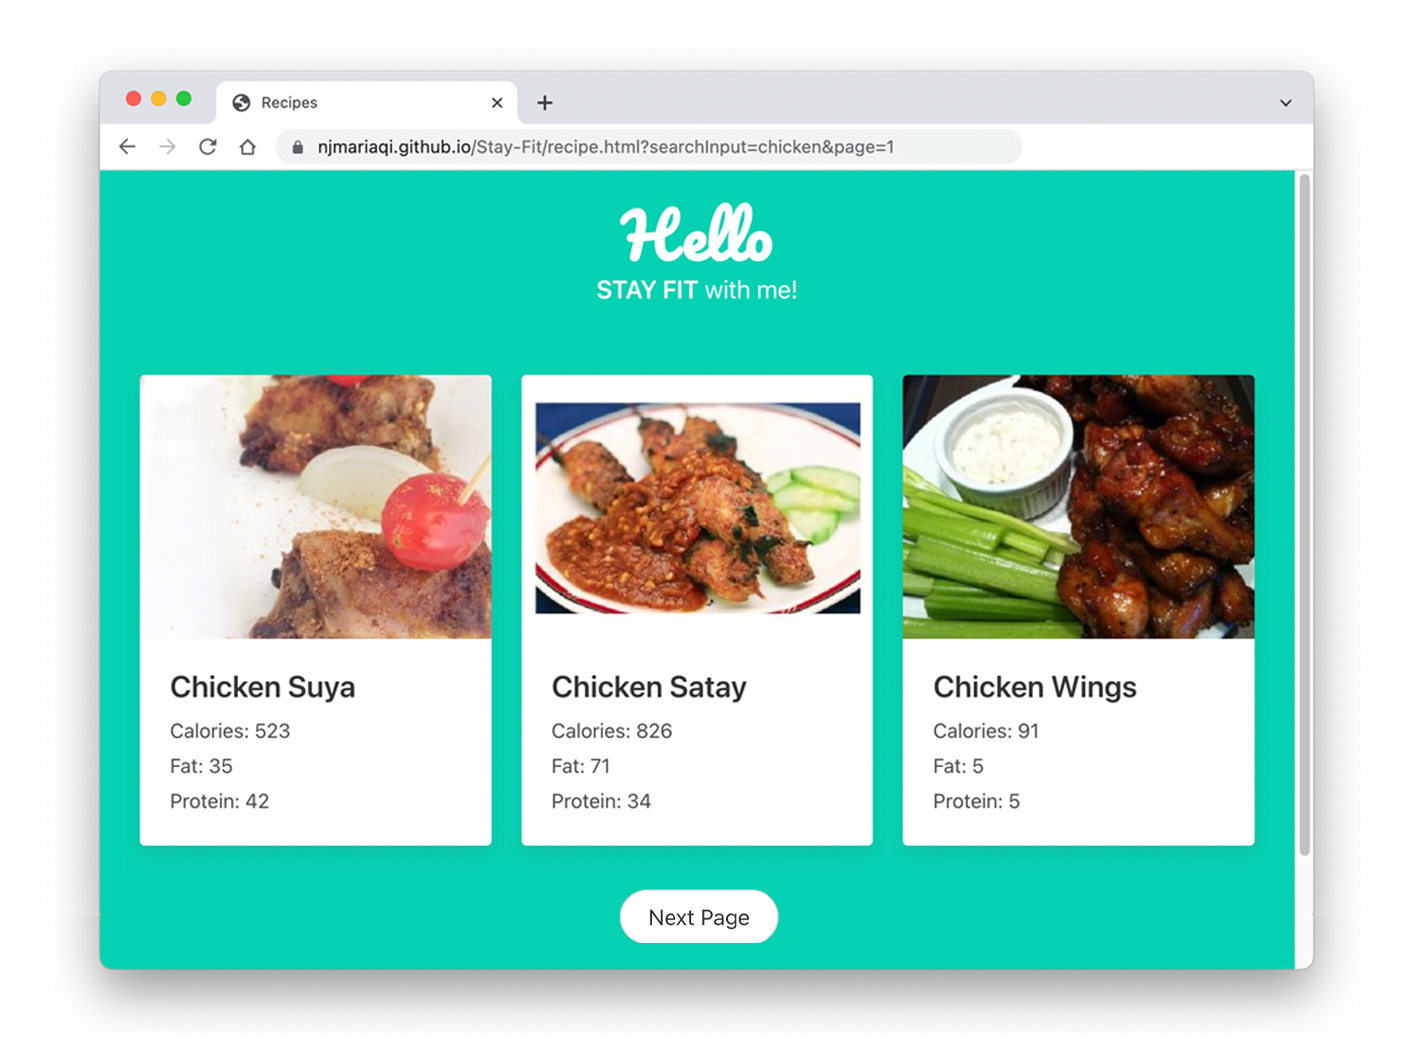 Recipes
njmariaqi.github.io/Stay-Fit/recipe.html?searchInput=chicken&page=1
Hello
STAY FIT with me!
Chicken Suya
Calories: 523
Fat: 35
Protein: 42
Chicken Satay
Calories: 826
Fat: 71
Protein: 34
Chicken Wings
Calories: 91
Fat: 5
Protein: 5
Next Page